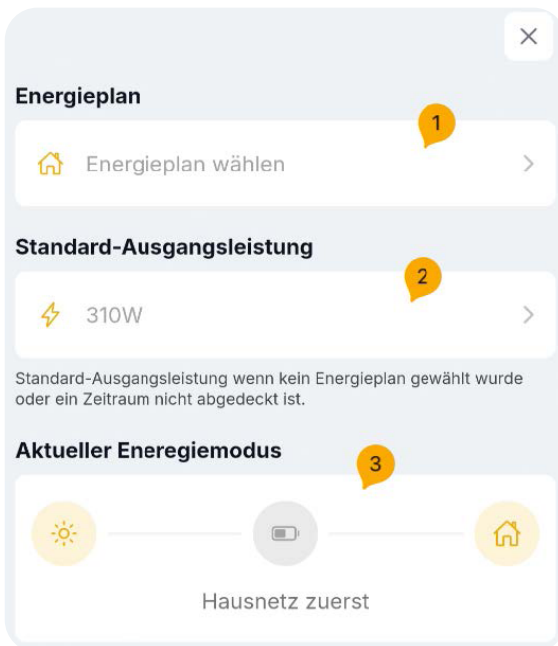 Energieplan
1
Energieplan wählen
Standard-Ausgangsleistung
2
310W
Standard-Ausgangsleistung wenn kein Energieplan gewählt wurde
oder ein Zeitraum nicht abgedeckt ist.
Aktueller Eneregiemodus
3
Hausnetz zuerst